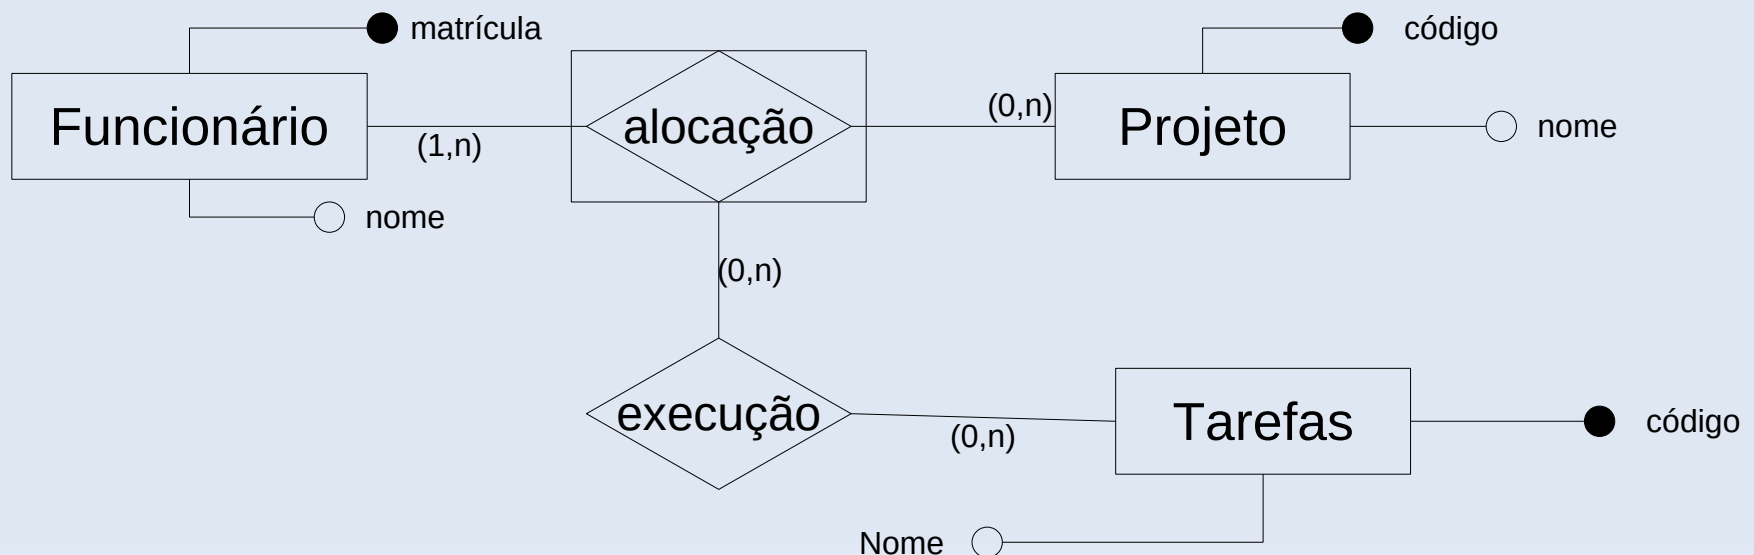 matrícula
código
Funcionário
alocação
(0,n)
Projeto
nome
(1,n)
nome
(0,n)
execução
(0,n)
Tarefas
código
Nome